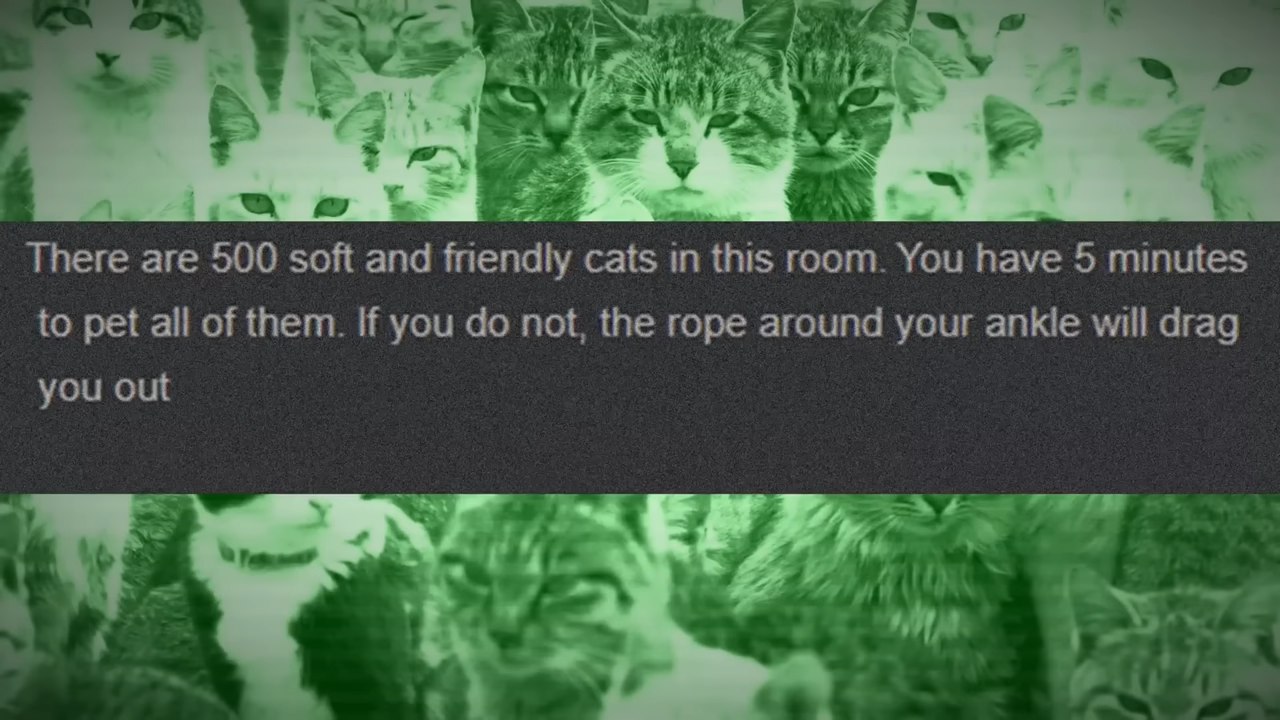 There are 500 soft and friendly cats in this room. You have 5 minutes
to pet all of them. If you do not, the rope around your ankle will drag
you out